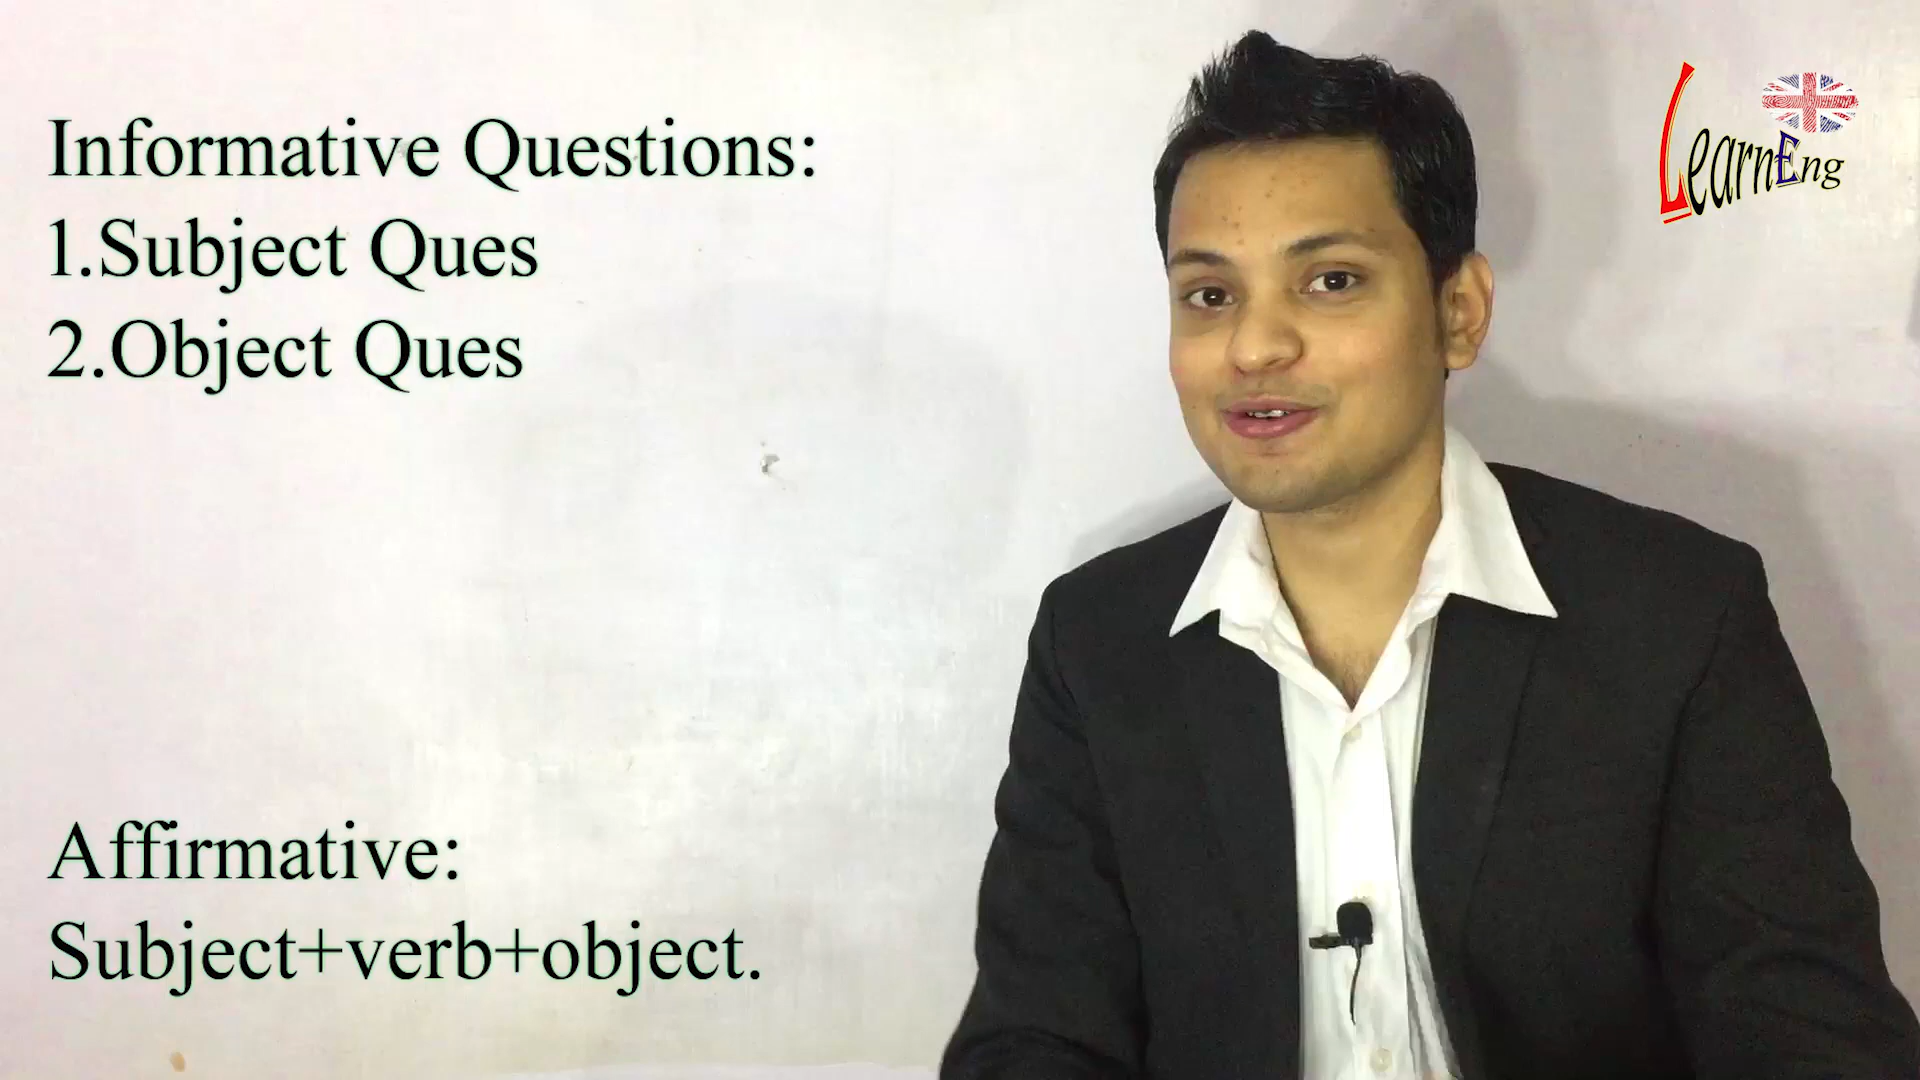 Informative Questions:
1.Subject Ques
2.Object Ques
Affirmative:
Subject+verb+object.
LearnEng